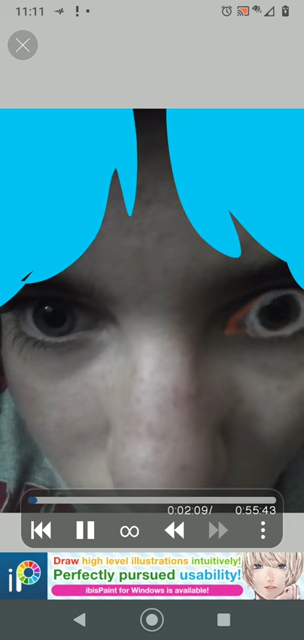 11:11
0:02:09/ 0:55:43
Draw high level illustrations intuitively!
Perfectly pursued usability!
ibisPaint for Windows is available!
iP